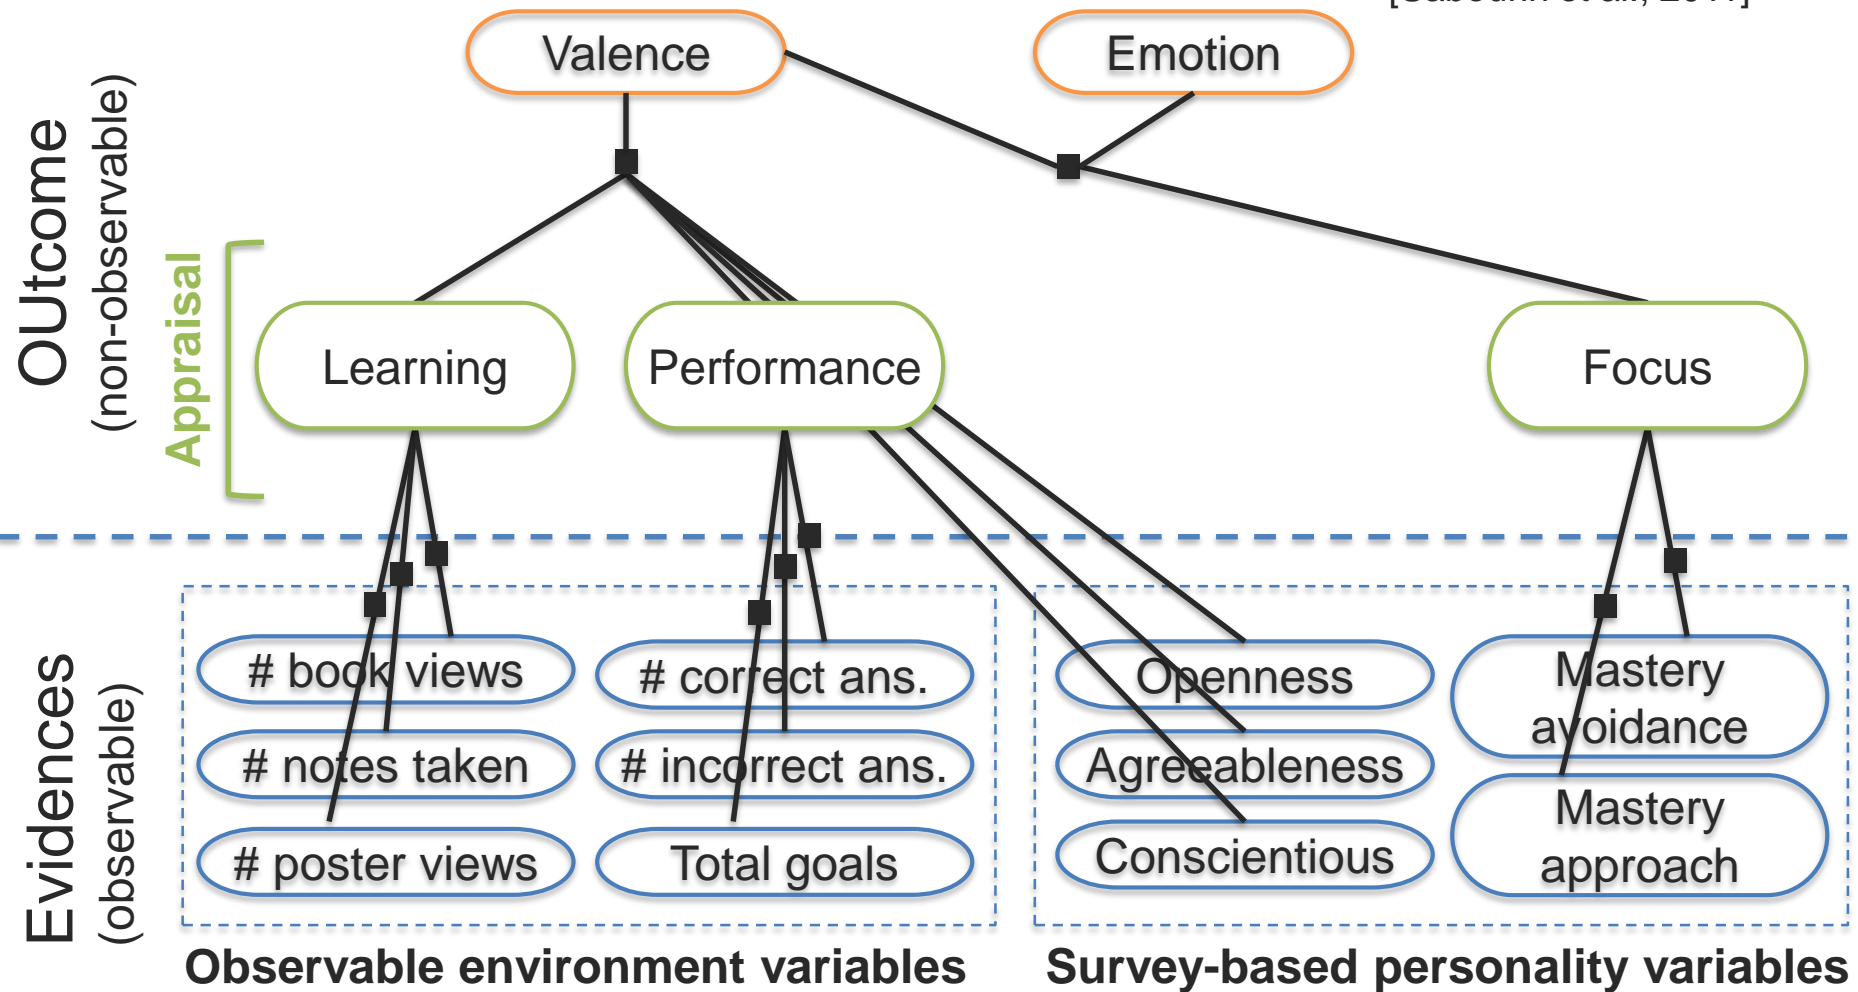 Valence
Emotion
OUtcome
(non-observable)
Appraisal
Learning
Performance
Focus
Evidences
(observable)
# book views
# correct ans.
Openness
Mastery
avoidance
# notes taken
# incorrect ans.
Agreeableness
# poster views
Total goals
Conscientious
Mastery
approach
Observable environment variables
Survey-based personality variables